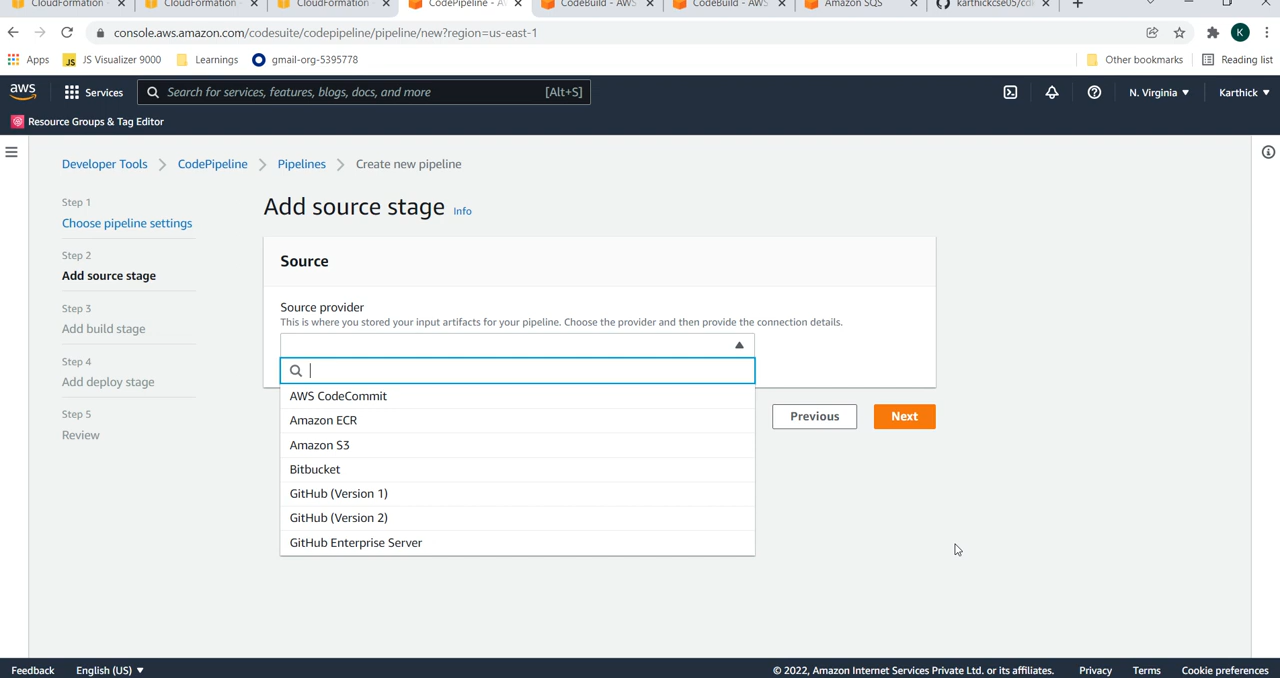 CloudFormation - CloudFormation - CloudFormation - CodePipeline - A CodeBuild - AWS CodeBuild - AWS Amazon SQS karthickcse05/cd
console.aws.amazon.com/codesuite/codepipeline/pipeline/new?region=us-east-1 K
Apps JS JS Visualizer 9000 Learnings gmail-org-5395778 Other bookmarks Reading list
aws Services Search for services, features, blogs, docs, and more [Alt+S] N. Virginia Karthick
Resource Groups & Tag Editor
Developer Tools CodePipeline Pipelines Create new pipeline
Step 1
Choose pipeline settings
Step 2
Add source stage
Step 3
Add build stage
Step 4
Add deploy stage
Step 5
Review
Add source stage Info
Source
Source provider
This is where you stored your input artifacts for your pipeline. Choose the provider and then provide the connection details.
AWS CodeCommit
Amazon ECR
Amazon S3
Bitbucket
GitHub (Version 1)
GitHub (Version 2)
GitHub Enterprise Server
Previous Next
Feedback English (US) © 2022, Amazon Internet Services Private Ltd. or its affiliates. Privacy Terms Cookie preferences